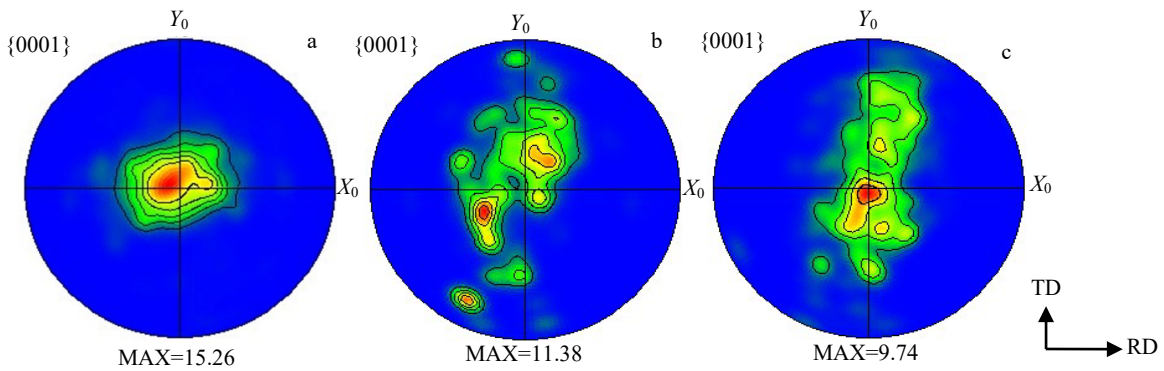 Y0
{0001}
a
X0
MAX=15.26
Y0
{0001}
b
X0
MAX=11.38
Y0
{0001}
c
X0
MAX=9.74
TD
RD